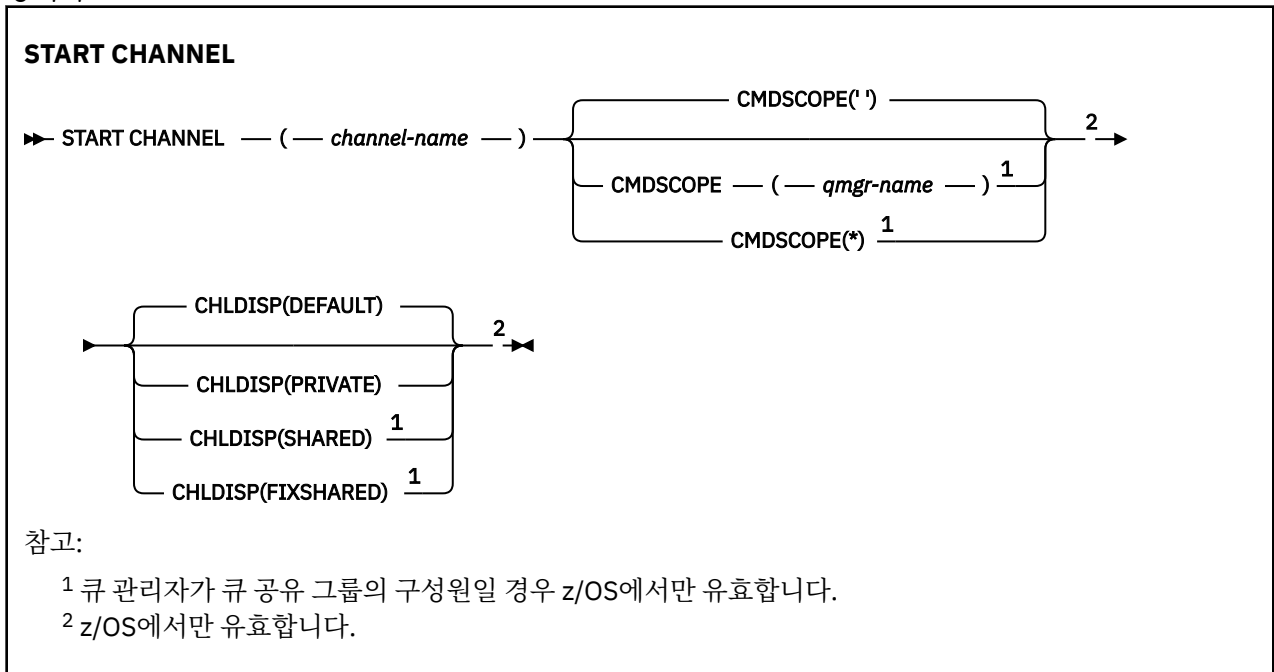 START CHANNEL
CMDSCOPE(' ')
START CHANNEL ( channel-name ) 2
CMDSCOPE ( qmgr-name ) 1
CMDSCOPE(*) 1
CHLDISP(DEFAULT)
2
CHLDISP(PRIVATE)
CHLDISP(SHARED) 1
CHLDISP(FIXSHARED) 1
참고:
1 큐 관리자가 큐 공유 그룹의 구성원일 경우 z/OS에서만 유효합니다.
2 z/OS에서만 유효합니다.